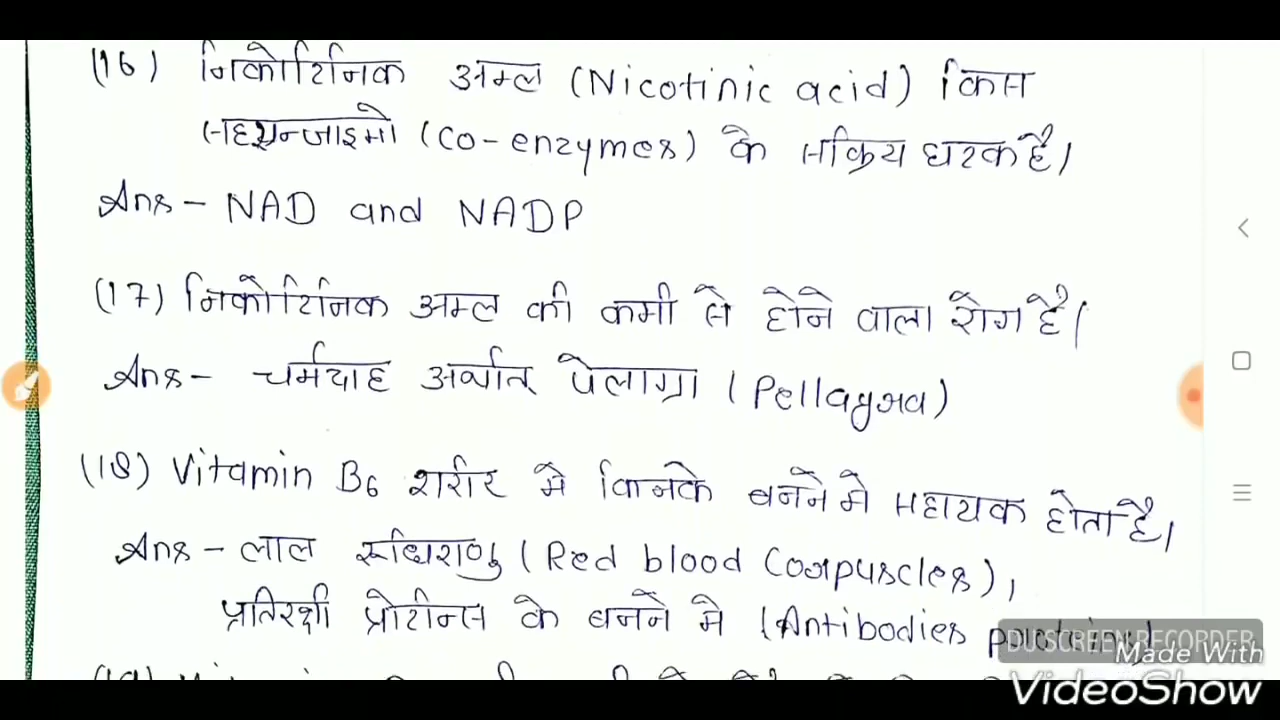 (16) निकोटिनिक अम्ल (Nicotinic acid) किस
सहएन्जाइमो (Co-enzymes) के सक्रिय घटक है।
Ans - NAD and NADP
(17) निकोटिनिक अम्ल की कमी से होने वाला रोग है।
Ans - चर्मदाह अर्थात् पेलाग्रा (Pellagra)
(18) Vitamin B6 शरीर मे किनके बनने मे सहायक होता है।
Ans - लाल रूधिराणु (Red blood Corpuscles),
प्रतिरक्षी प्रोटीन्स के बनने मे (Antibodies proteins)
DU SCREEN RECORDER
Made With
VideoShow